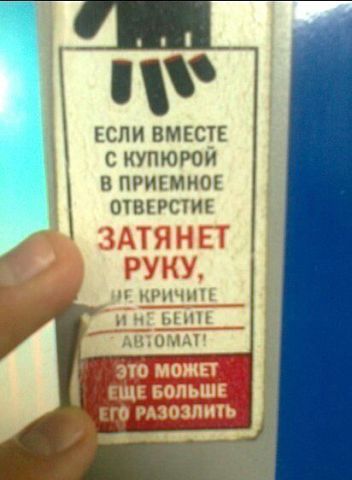 ЕСЛИ ВМЕСТЕ
С КУПЮРОЙ
В ПРИЕМНОЕ
ОТВЕРСТИЕ
ЗАТЯНЕТ
РУКУ,
НЕ КРИЧИТЕ
И НЕ БЕЙТЕ
АВТОМАТ!
ЭТО МОЖЕТ
ЕЩЕ БОЛЬШЕ
ЕГО РАЗОЗЛИТЬ